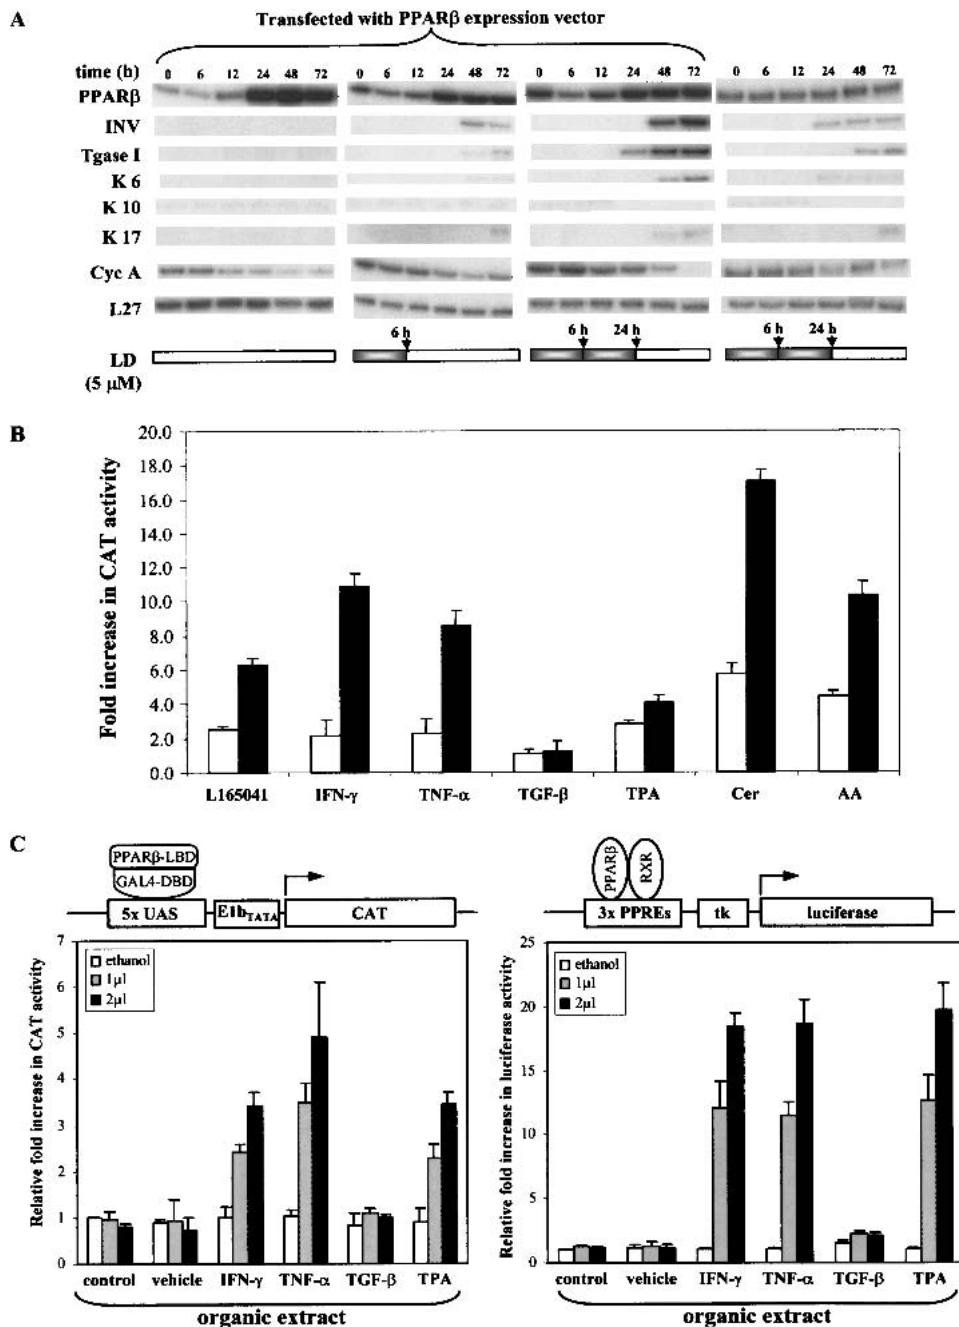 A
Transfected with PPARβ expression vector
time (h) 0 6 12 24 48 72 0 6 12 24 48 72 0 6 12 24 48 72 0 6 12 24 48 72
PPARβ
INV
Tgase I
K 6
K 10
K 17
Cyc A
L27
6 h 6 h 24 h 6 h 24 h
LD
(5 μM)
B
Fold increase in CAT activity
20.0
18.0
16.0
14.0
12.0
10.0
8.0
6.0
4.0
2.0
0.0
L165041 IFN-γ TNF-α TGF-β TPA Cer AA
C
PPARβ-LBD
GAL4-DBD
5x UAS E1bTATA CAT
PPARβ RXR
3x PPREs tk luciferase
Relative fold increase in CAT activity
7
6
5
4
3
2
1
0
ethanol
1μl
2μl
control vehicle IFN-γ TNF-α TGF-β TPA
organic extract
Relative fold increase in luciferase activity
25
20
15
10
5
0
ethanol
1μl
2μl
control vehicle IFN-γ TNF-α TGF-β TPA
organic extract